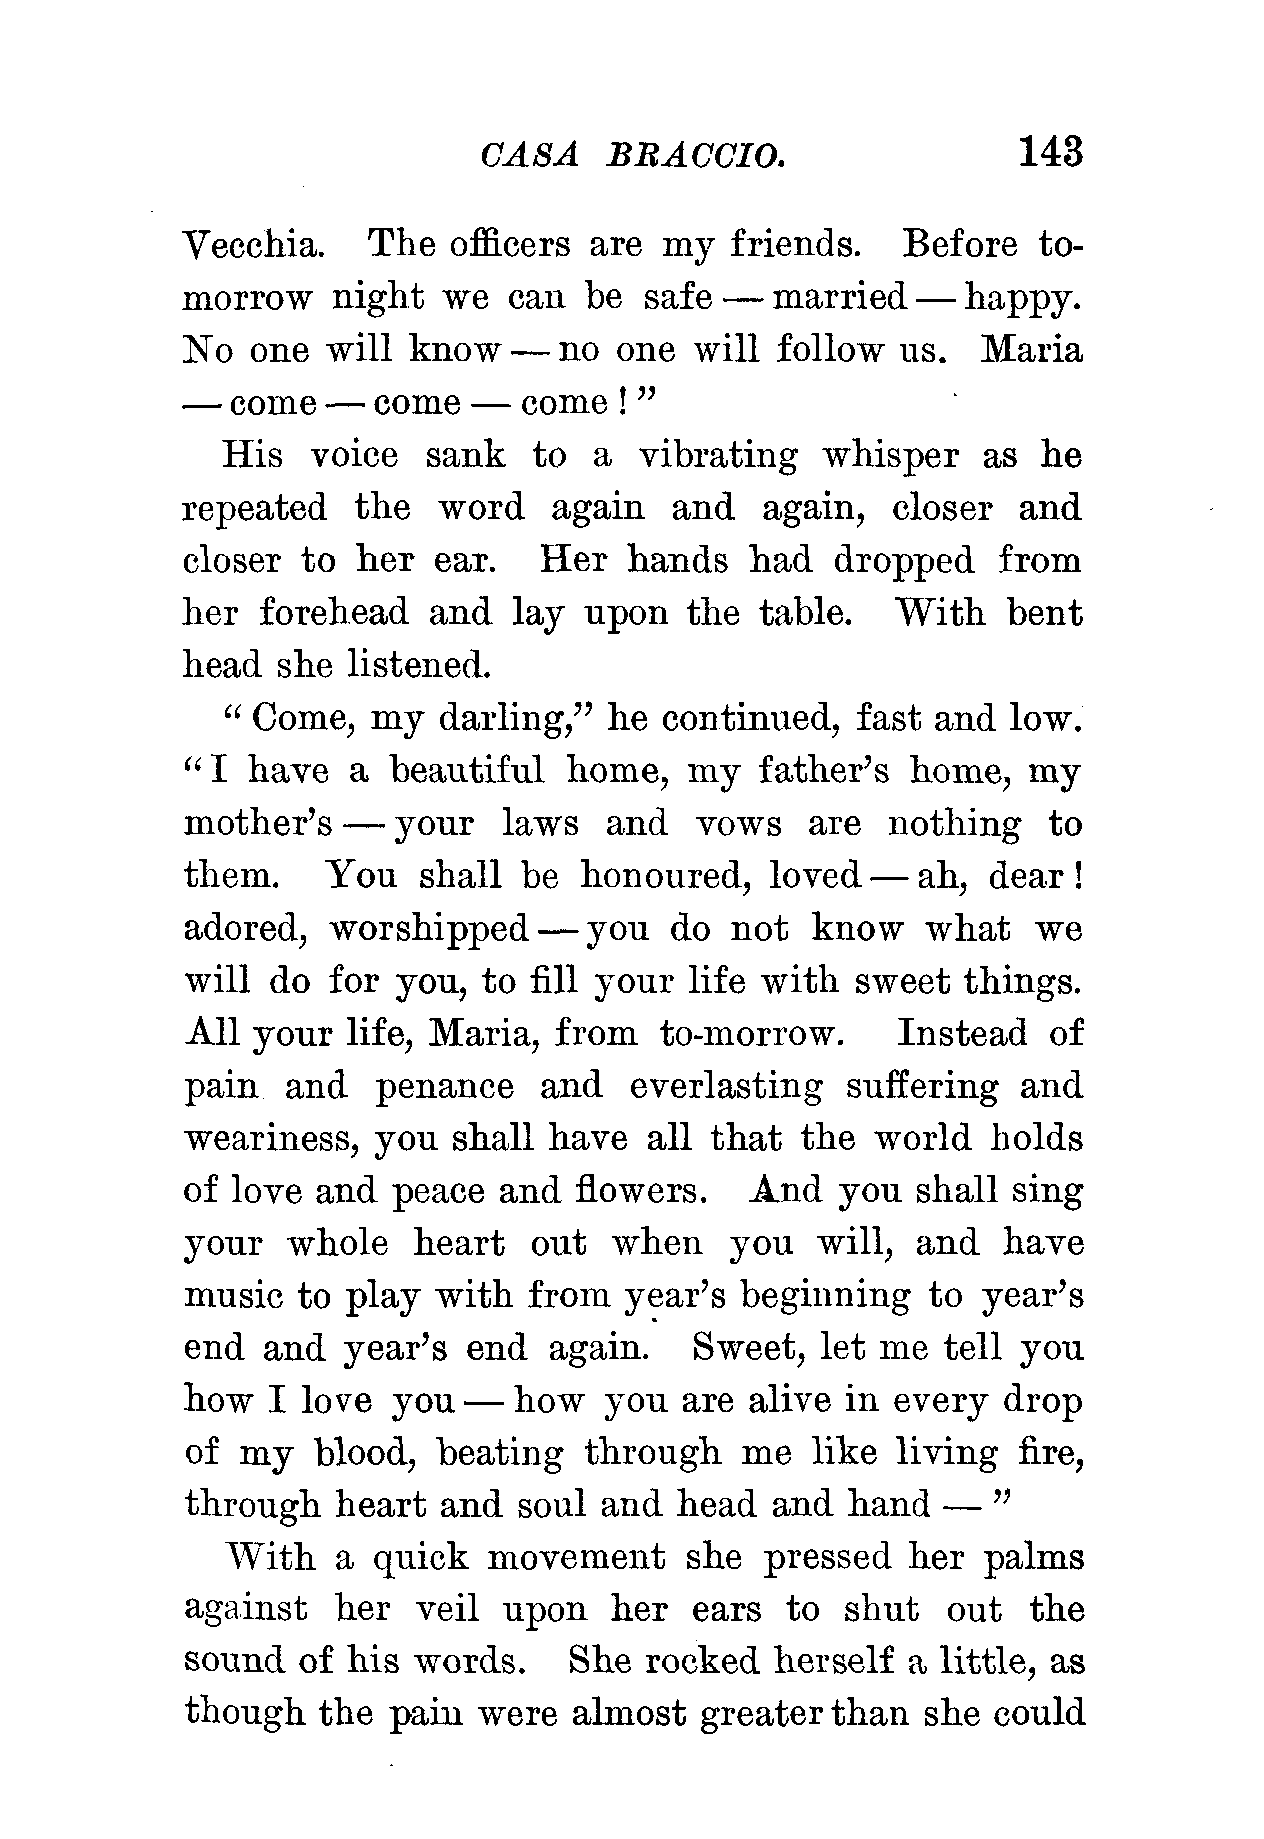 CASA BRACCIO. 143
Vecchia. The officers are my friends. Before to-
morrow night we can be safe — married — happy.
No one will know — no one will follow us. Maria
— come — come — come ! "
His voice sank to a vibrating whisper as he
repeated the word again and again, closer and
closer to her ear. Her hands had dropped from
her forehead and lay upon the table. With bent
head she listened.
" Come, my darling," he continued, fast and low.
" I have a beautiful home, my father's home, my
mother's — your laws and vows are nothing to
them. You shall be honoured, loved — ah, dear !
adored, worshipped — you do not know what we
will do for you, to fill your life with sweet things.
All your life, Maria, from to-morrow. Instead of
pain and penance and everlasting suffering and
weariness, you shall have all that the world holds
of love and peace and flowers. And you shall sing
your whole heart out when you will, and have
music to play with from year's beginning to year's
end and year's end again. Sweet, let me tell you
how I love you — how you are alive in every drop
of my blood, beating through me like living fire,
through heart and soul and head and hand — "
With a quick movement she pressed her palms
against her veil upon her ears to shut out the
sound of his words. She rocked herself a little, as
though the pain were almost greater than she could